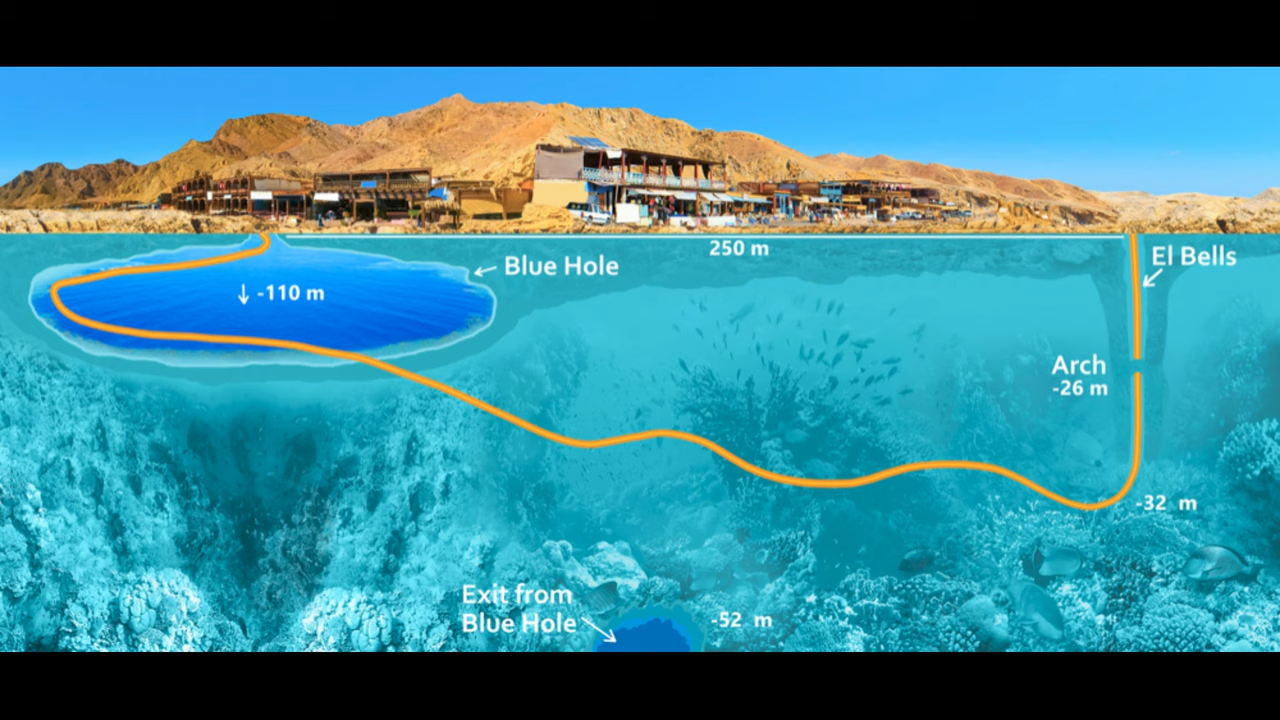 250 m
El Bells
← Blue Hole
↓ -110 m
Arch
-26 m
-32 m
Exit from
Blue Hole
-52 m